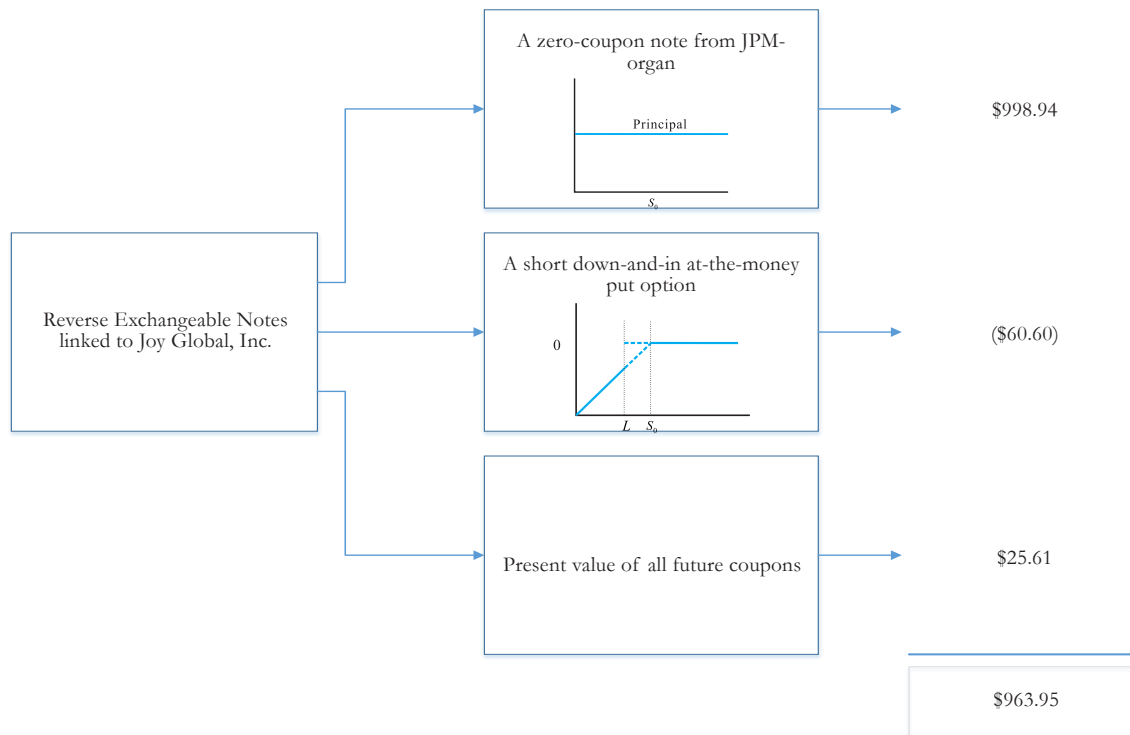 A zero-coupon note from JPM-
organ
Principal
S₀
$998.94
Reverse Exchangeable Notes
linked to Joy Global, Inc.
A short down-and-in at-the-money
put option
0
L S₀
($60.60)
Present value of all future coupons
$25.61
$963.95